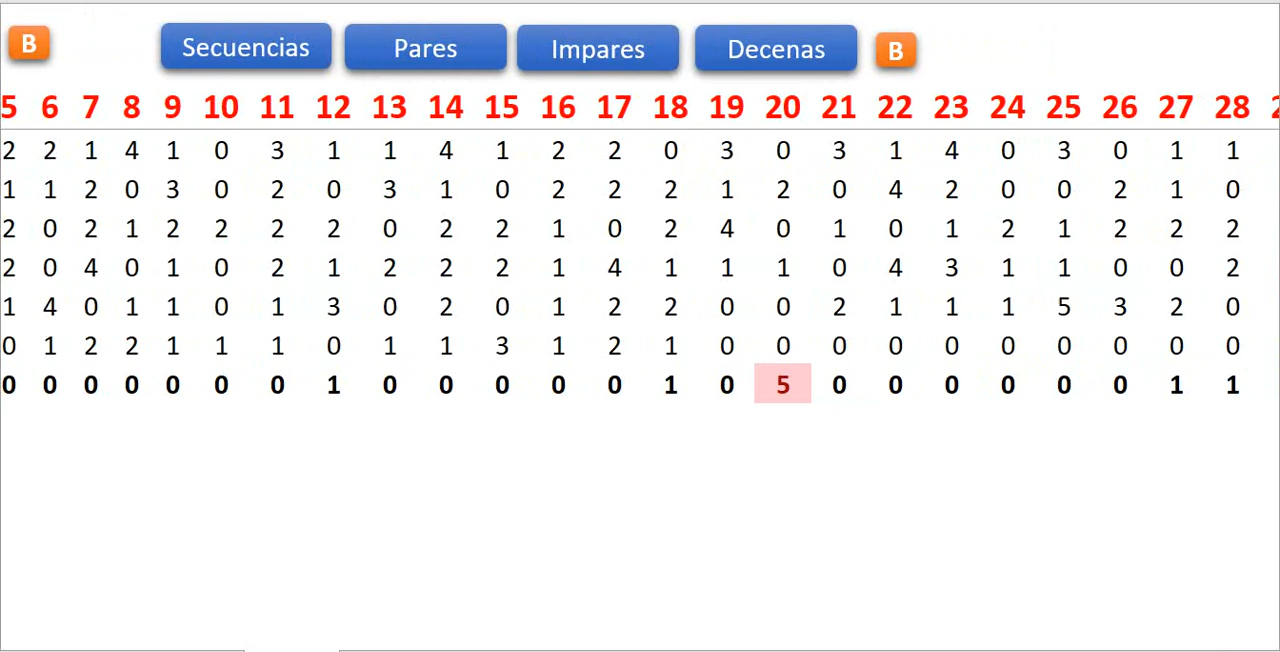 B Secuencias Pares Impares Decenas B
5 6 7 8 9 10 11 12 13 14 15 16 17 18 19 20 21 22 23 24 25 26 27 28
2 2 1 4 1 0 3 1 1 4 1 2 2 0 3 0 3 1 4 0 3 0 1 1
1 1 2 0 3 0 2 0 3 1 0 2 2 2 1 2 0 4 2 0 0 2 1 0
2 0 2 1 2 2 2 2 0 2 2 1 0 2 4 0 1 0 1 2 1 2 2 2
2 0 4 0 1 0 2 1 2 2 2 1 4 1 1 1 0 4 3 1 1 0 0 2
1 4 0 1 1 0 1 3 0 2 0 1 2 2 0 0 2 1 1 1 5 3 2 0
0 1 2 2 1 1 1 0 1 1 3 1 2 1 0 0 0 0 0 0 0 0 0 0
0 0 0 0 0 0 0 1 0 0 0 0 0 1 0 5 0 0 0 0 0 0 1 1